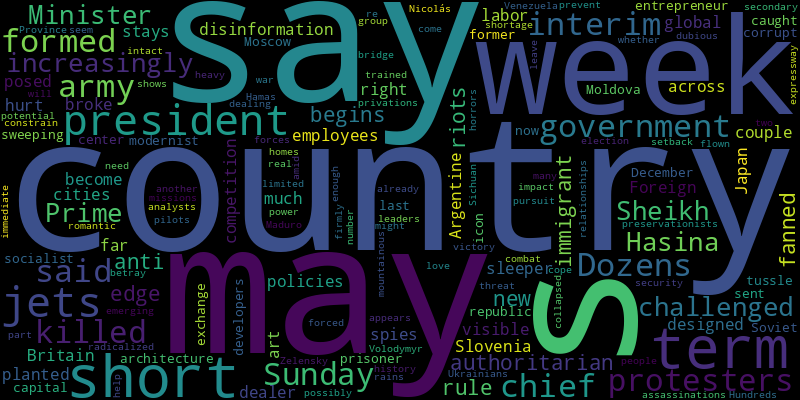 Minister disinformation Nicolás re group shortage labor Venezuela prevent entrepreneur secondary
Province seem stays Moscow come former interim global caught corrupt
formed intact shows say bridge week dubious
increasingly heavy war trained right leave whether expressway
posed army Hamas privations riots horrors Moldova across
hurt broke dealing begins
potential will president employees now government two couple
constrain
sweeping center modernist forces election setback flown
need homes real amid already December
immediate become another missions limited enough many Foreign Japan
cities analysts much firmly last Argentine Sichuan impact relationships
Prime pilots power number leaders pursuit immigrant Sheikh
romantic Maduro might icon preservationists
far competition country victory Hasina fanned
socialist anti mountainous love combat
said betray policies sleeper cope Dozens tussle
jets edge exchange developers may threat collapsed security sent
emerging forced appears new republic s challenged
part killed radicalized Zelensky Volodymyr spies visible designed Soviet
Britain architecture art history prisoner Slovenia term
planted short rains Ukrainians authoritarian people
capital help dealer Sunday possibly rule chief protesters
assassinations Hundreds